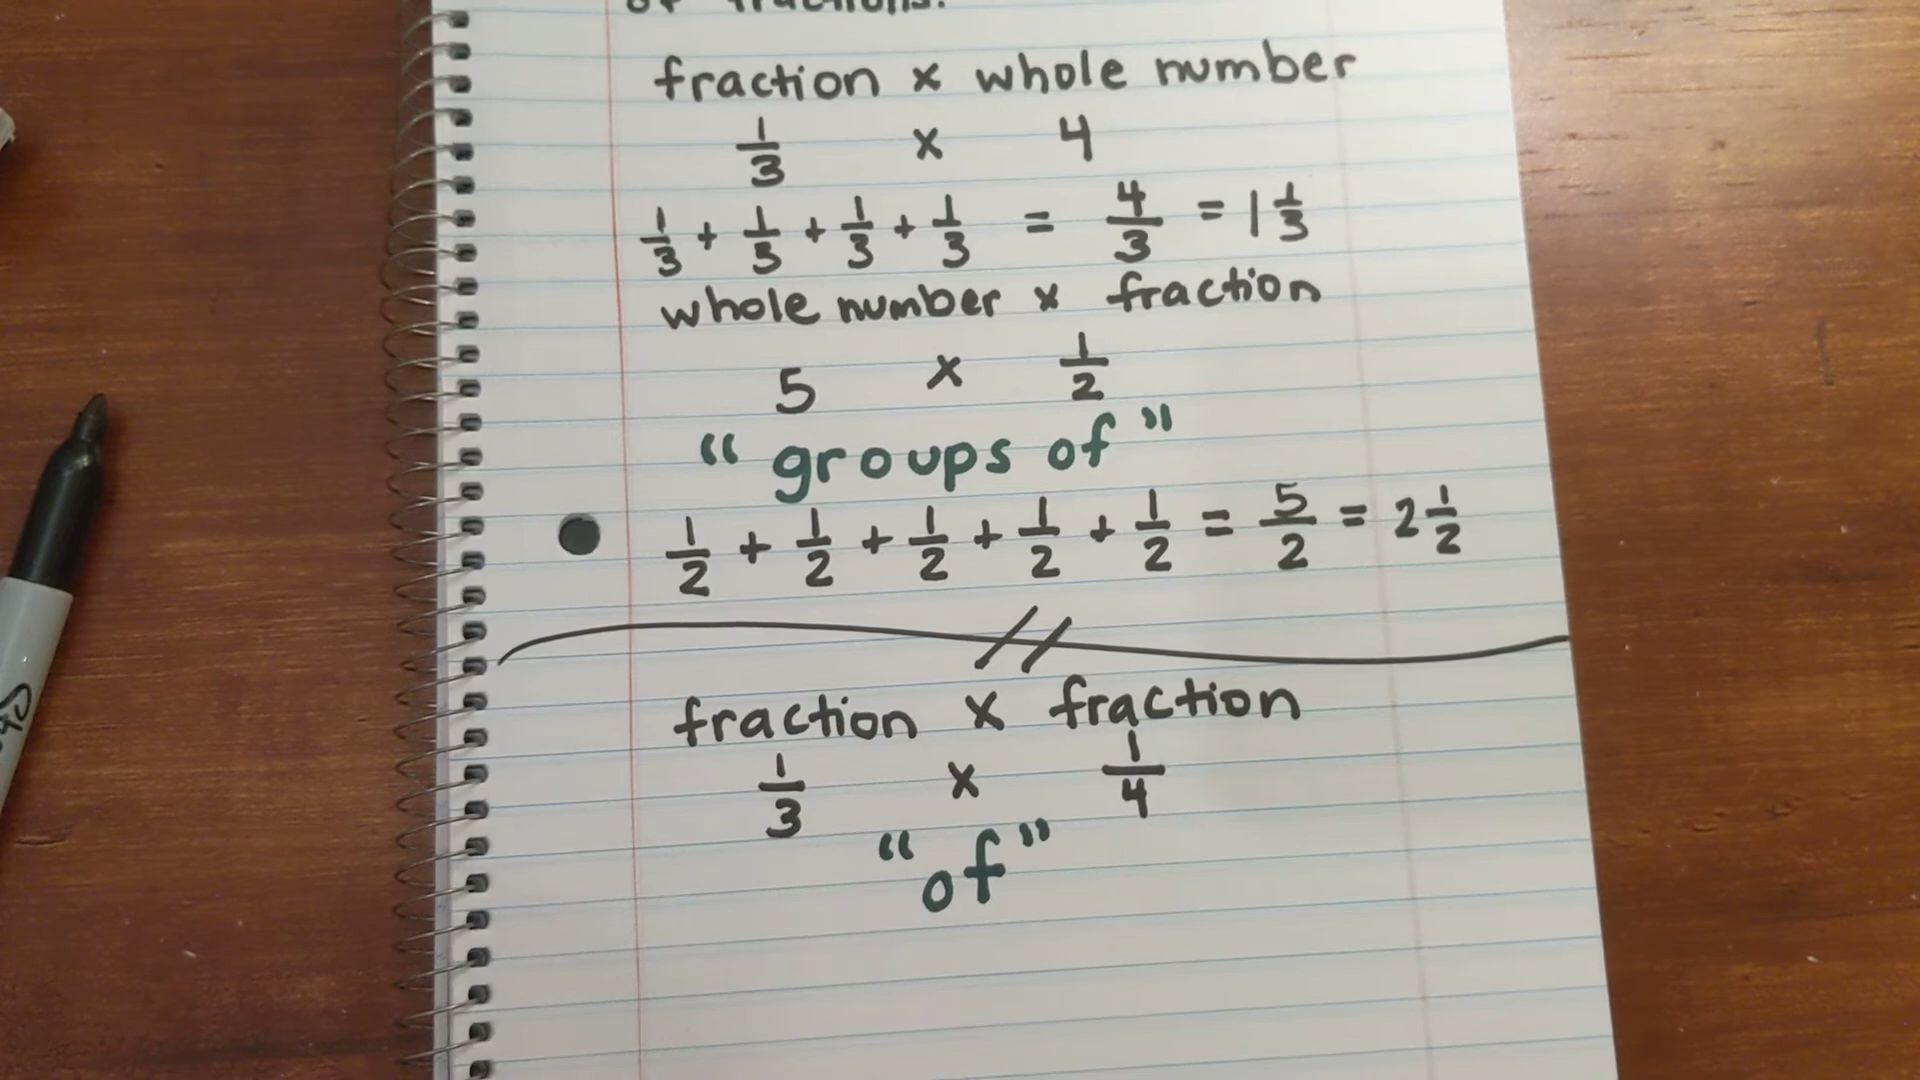 of fractions.
fraction x whole number
1/3 x 4
1/3 + 1/3 + 1/3 + 1/3 = 4/3 = 1 1/3
whole number x fraction
5 x 1/2
“groups of”
1/2 + 1/2 + 1/2 + 1/2 + 1/2 = 5/2 = 2 1/2
fraction x fraction
1/3 x 1/4
“of”